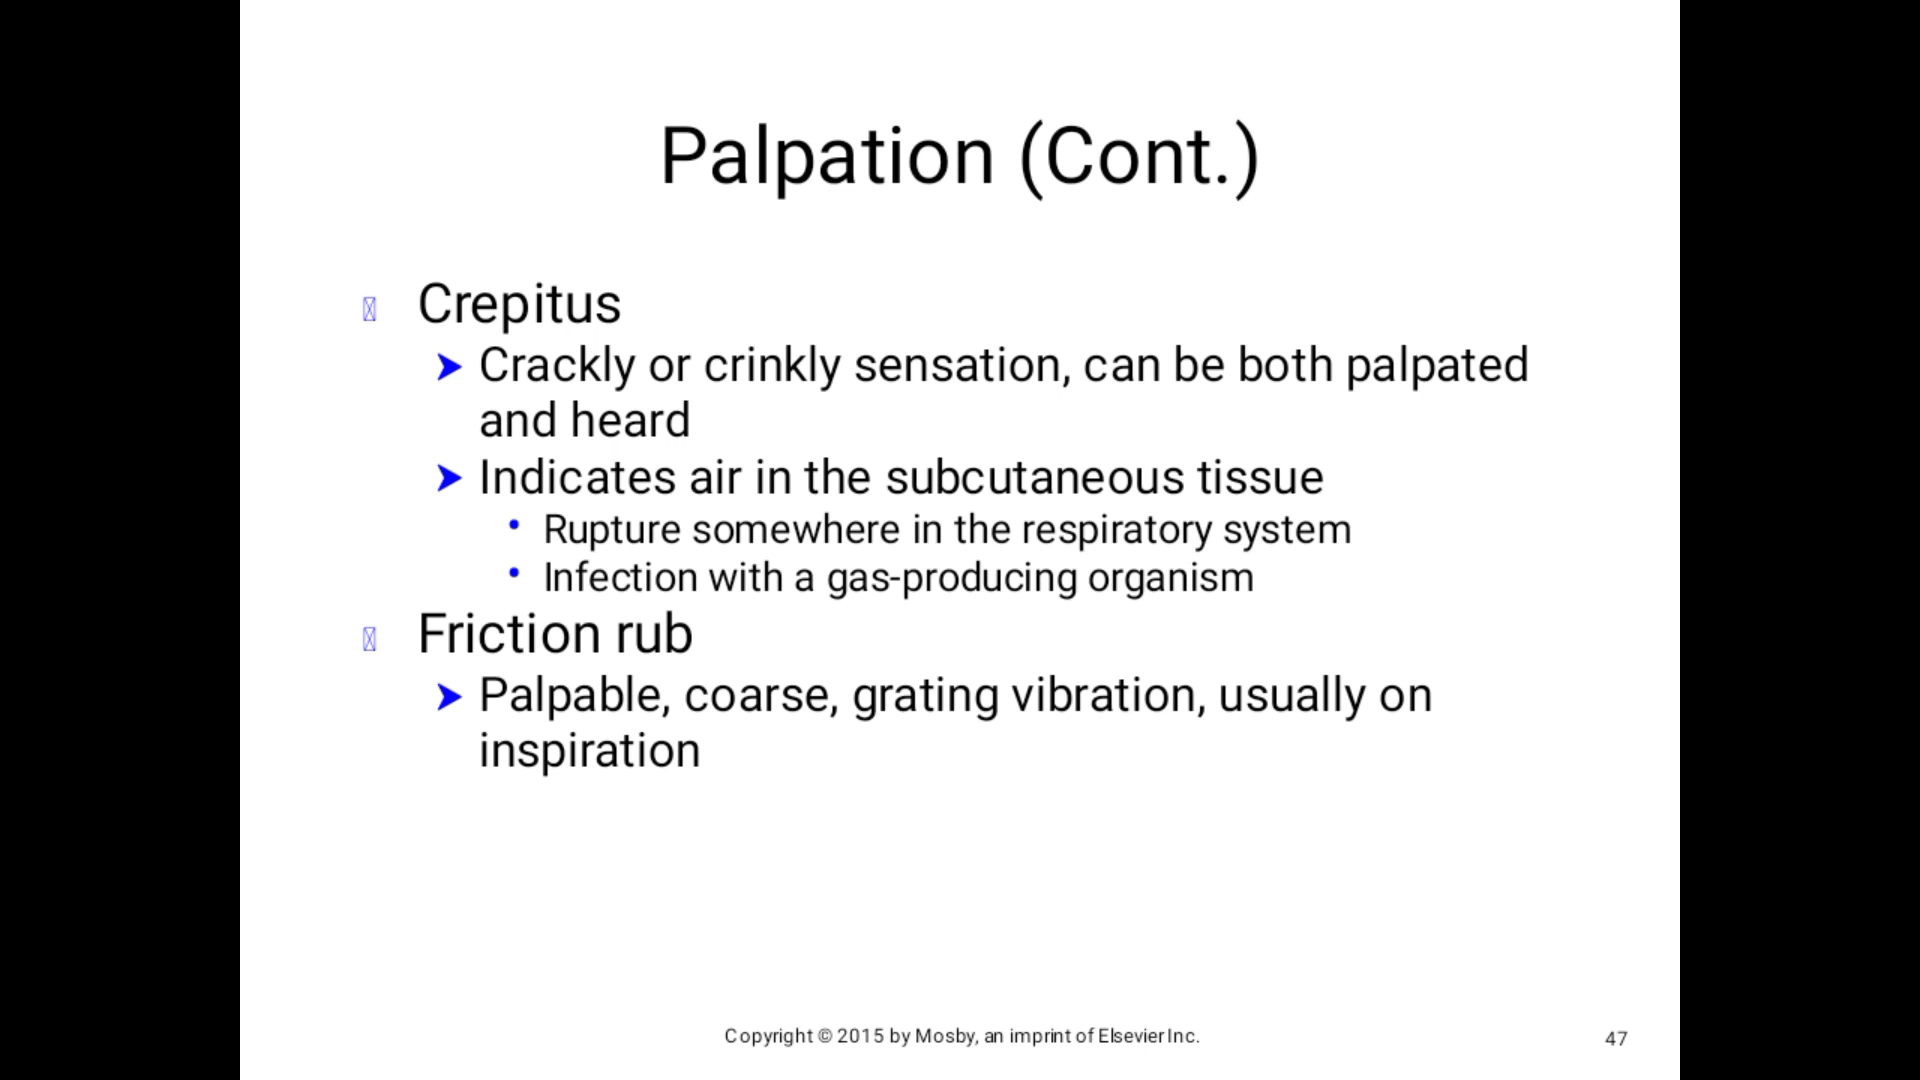 Palpation (Cont.)
Crepitus
➤ Crackly or crinkly sensation, can be both palpated
and heard
➤ Indicates air in the subcutaneous tissue
• Rupture somewhere in the respiratory system
• Infection with a gas-producing organism
Friction rub
➤ Palpable, coarse, grating vibration, usually on
inspiration
Copyright © 2015 by Mosby, an imprint of Elsevier Inc.
47